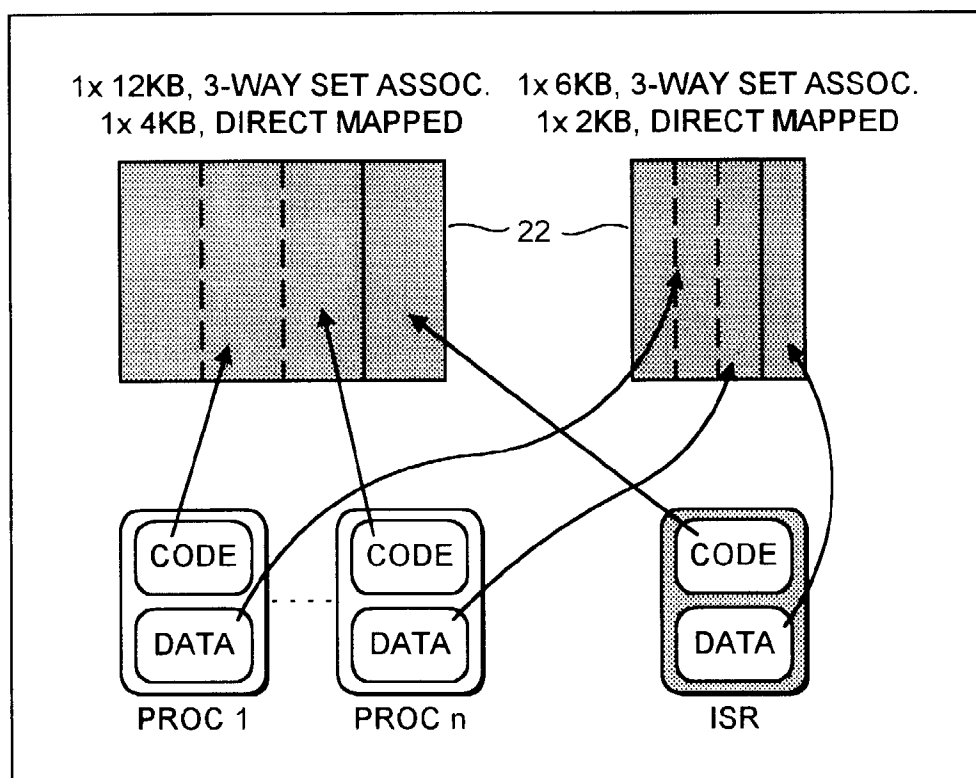 1x 12KB, 3-WAY SET ASSOC.
1x 4KB, DIRECT MAPPED
1x 6KB, 3-WAY SET ASSOC.
1x 2KB, DIRECT MAPPED
22
CODE
DATA
PROC 1
CODE
DATA
PROC n
CODE
DATA
ISR